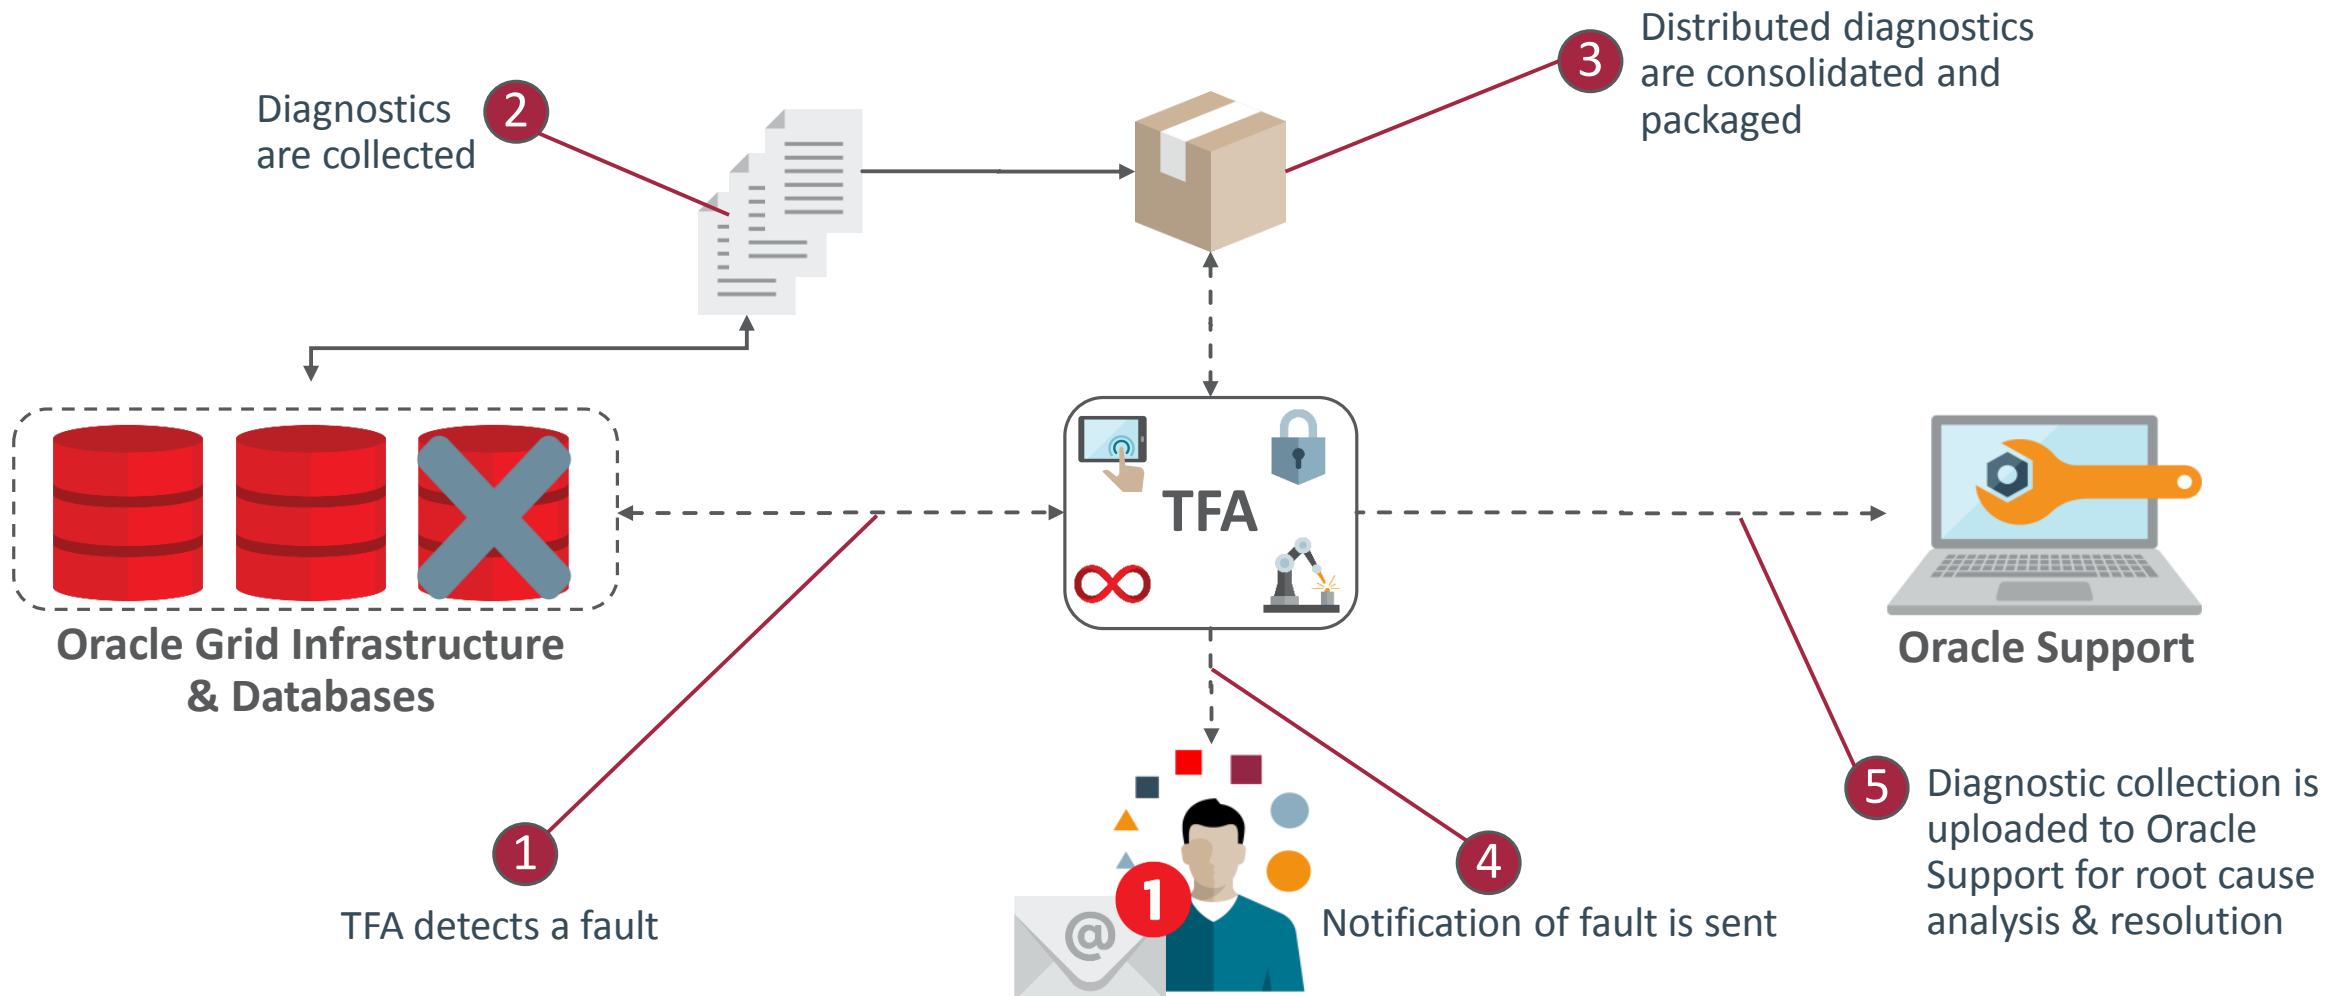 2
Diagnostics
are collected
3
Distributed diagnostics
are consolidated and
packaged
TFA
Oracle Grid Infrastructure
& Databases
Oracle Support
1
TFA detects a fault
@
1
4
Notification of fault is sent
5
Diagnostic collection is
uploaded to Oracle
Support for root cause
analysis & resolution